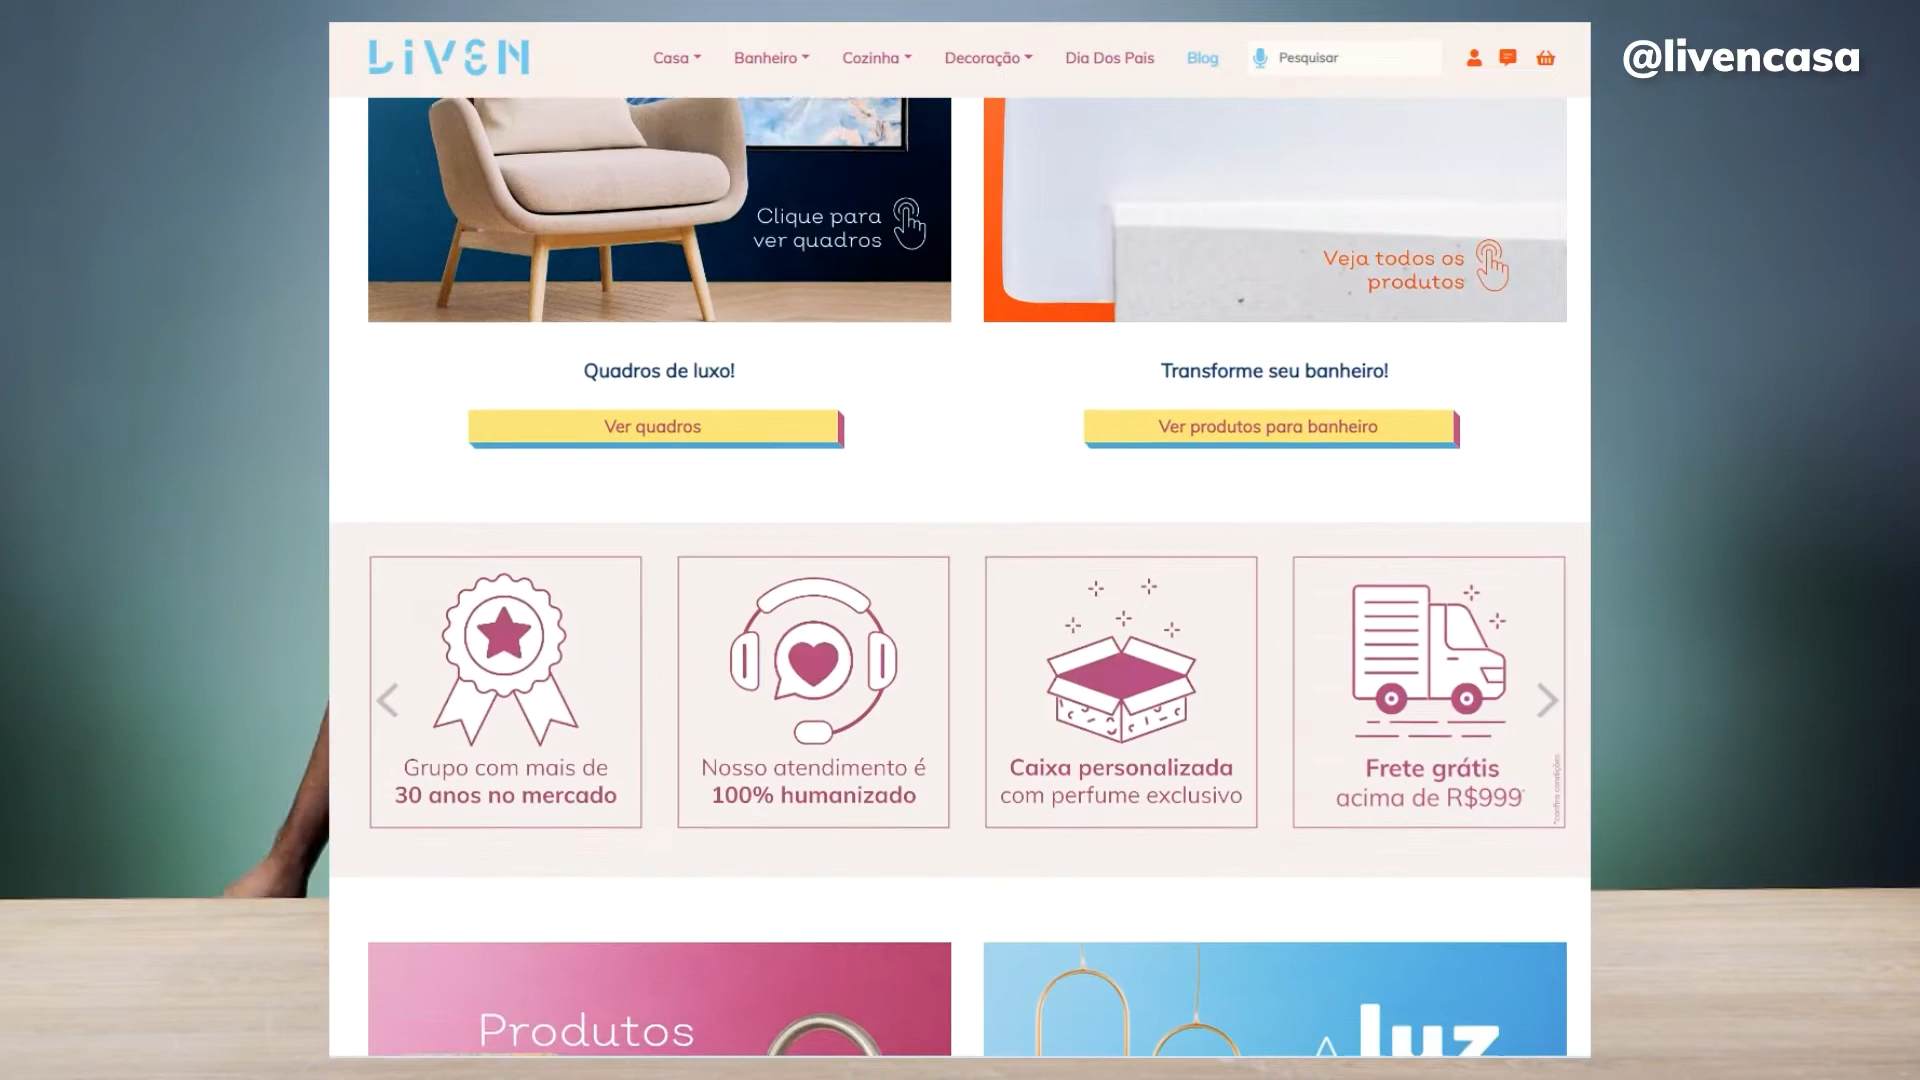 LIVEN
Casa
Banheiro
Cozinha
Decoração
Dia Dos Pais
Blog
Pesquisar
@livencasa
Clique para
ver quadros
Veja todos os
produtos
Quadros de luxo!
Transforme seu banheiro!
Ver quadros
Ver produtos para banheiro
Grupo com mais de
30 anos no mercado
Nosso atendimento é
100% humanizado
Caixa personalizada
com perfume exclusivo
Frete grátis
acima de R$999*
*confira condições
Produtos
A luz